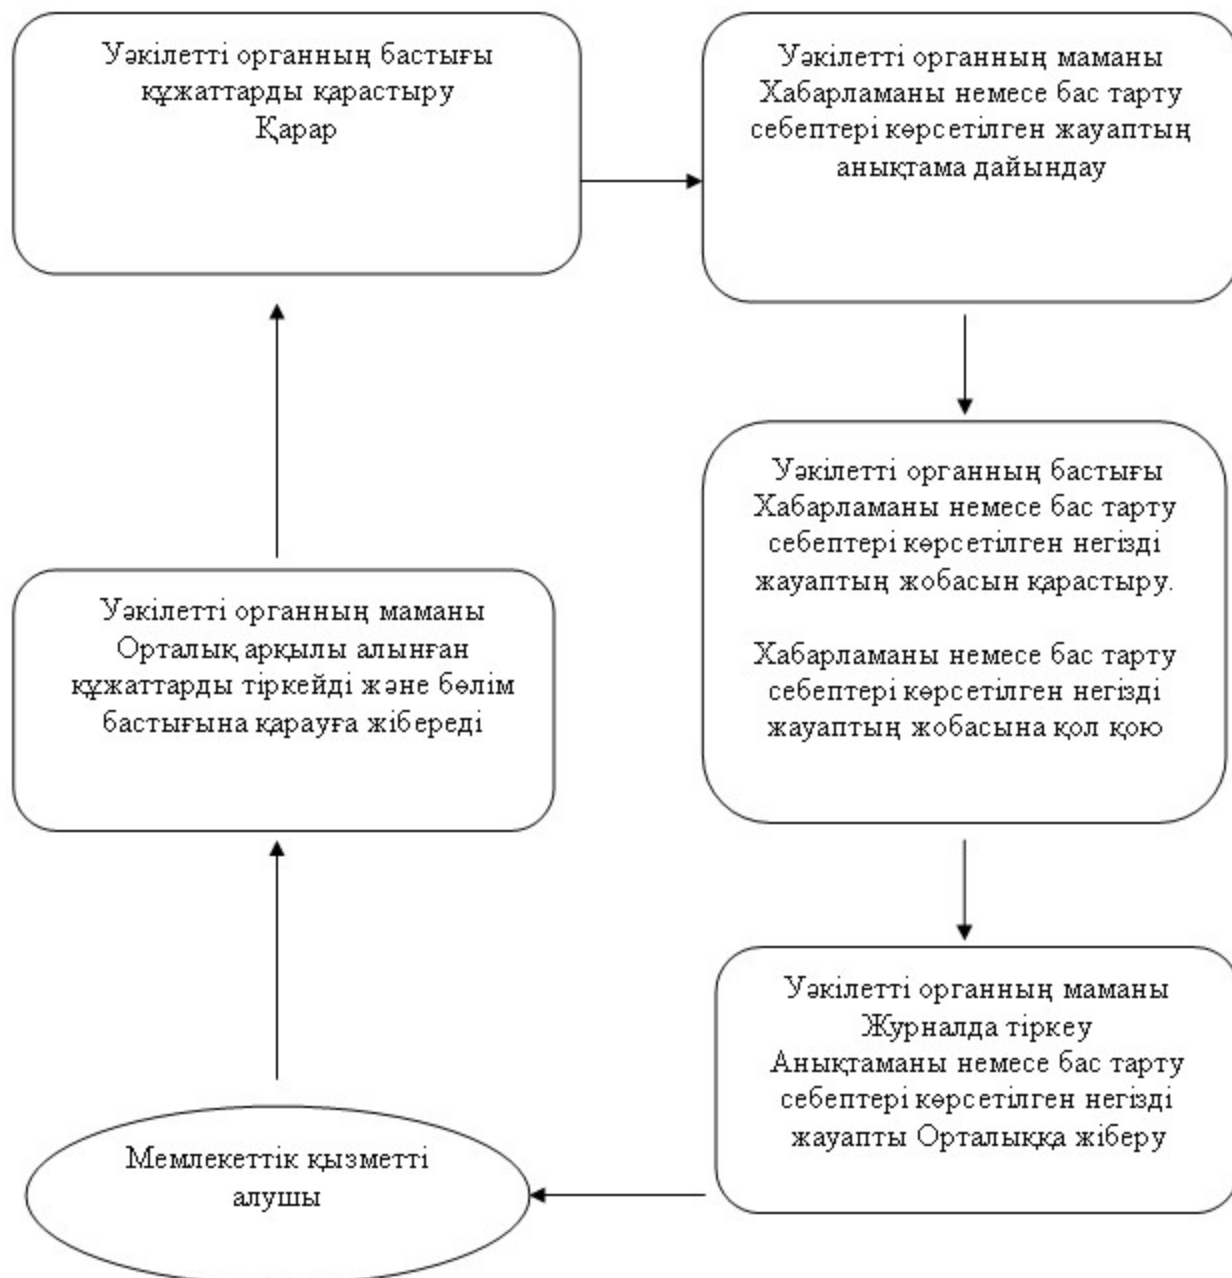 Уәкілетті органның бастығы
құжаттарды қарастыру
Қарар
Уәкілетті органның маманы
Хабарламаны немесе бас тарту
себептері көрсетілген жауаптың
анықтама дайындау
Уәкілетті органның бастығы
Хабарламаны немесе бас тарту
себептері көрсетілген негізді
жауаптың жобасын қарастыру.
Хабарламаны немесе бас тарту
себептері көрсетілген негізді
жауаптың жобасына қол қою
Уәкілетті органның маманы
Орталық арқылы алынған
құжаттарды тіркейді және бөлім
бастығына қарауға жібереді
Уәкілетті органның маманы
Журналда тіркеу
Анықтаманы немесе бас тарту
себептері көрсетілген негізді
жауапты Орталыққа жіберу
Мемлекеттік қызметті
алушы